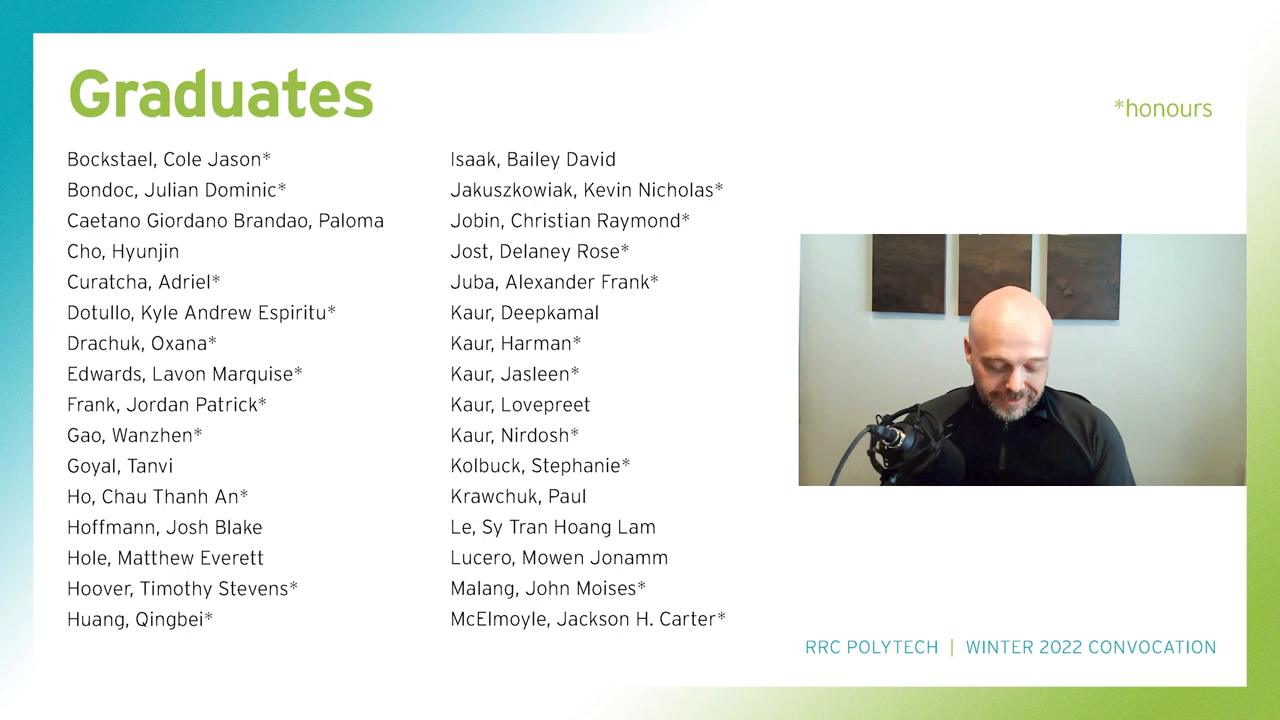 Graduates
*honours
Bockstael, Cole Jason*
Bondoc, Julian Dominic*
Caetano Giordano Brandao, Paloma
Cho, Hyunjin
Curatcha, Adriel*
Dotullo, Kyle Andrew Espiritu*
Drachuk, Oxana*
Edwards, Lavon Marquise*
Frank, Jordan Patrick*
Gao, Wanzhen*
Goyal, Tanvi
Ho, Chau Thanh An*
Hoffmann, Josh Blake
Hole, Matthew Everett
Hoover, Timothy Stevens*
Huang, Qingbei*
Isaak, Bailey David
Jakuszkowiak, Kevin Nicholas*
Jobin, Christian Raymond*
Jost, Delaney Rose*
Juba, Alexander Frank*
Kaur, Deepkamal
Kaur, Harman*
Kaur, Jasleen*
Kaur, Lovepreet
Kaur, Nirdosh*
Kolbuck, Stephanie*
Krawchuk, Paul
Le, Sy Tran Hoang Lam
Lucero, Mowen Jonamm
Malang, John Moises*
McElmoyle, Jackson H. Carter*
RRC POLYTECH | WINTER 2022 CONVOCATION